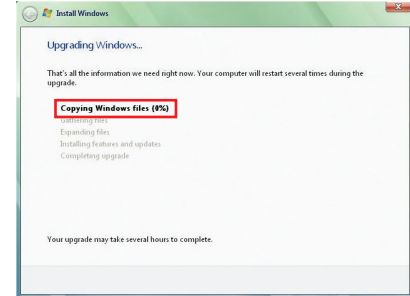 Install Windows
Upgrading Windows...
That's all the information we need right now. Your computer will restart several times during the
upgrade.
Copying Windows files (0%)
Gathering files
Expanding files
Installing features and updates
Completing upgrade
Your upgrade may take several hours to complete.